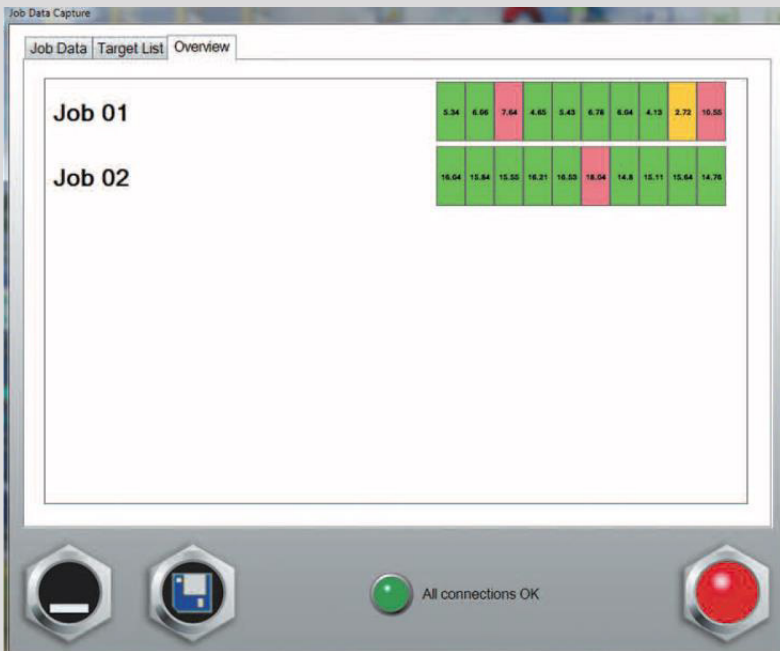 Job Data Capture
Job Data Target List Overview
Job 01 5.34 6.66 7.64 4.65 5.43 6.76 6.04 4.13 2.72 10.55
Job 02 16.04 15.84 15.55 16.21 16.53 18.04 14.8 15.11 15.64 14.76
All connections OK